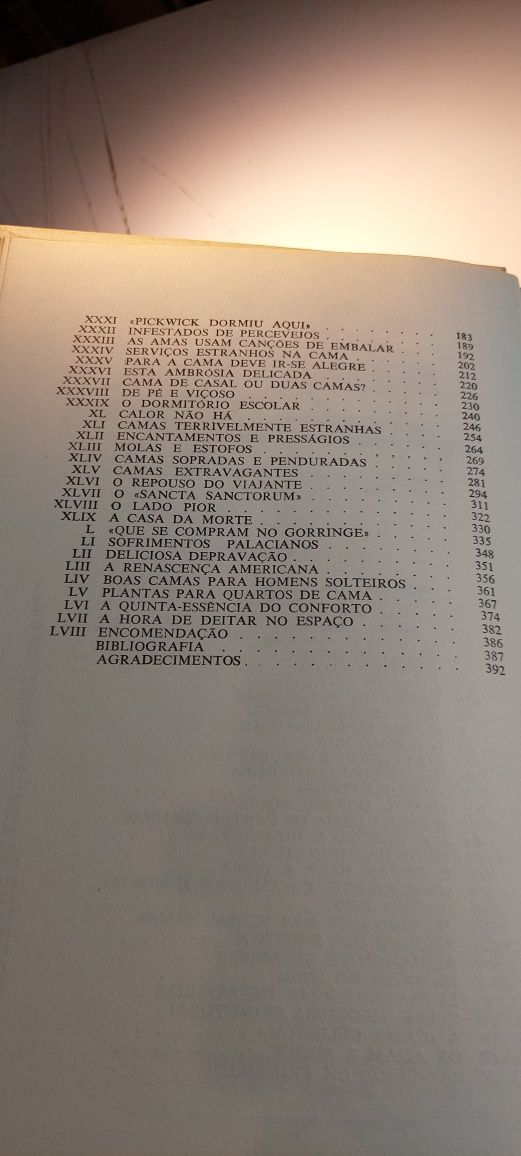 XXXI «PICKWICK DORMIU AQUI» . . . . . . . 183
XXXII INFESTADOS DE PERCEVEJOS . . . . . . . 189
XXXIII AS AMAS USAM CANÇÕES DE EMBALAR . . . 192
XXXIV SERVIÇOS ESTRANHOS NA CAMA . . . . . 202
XXXV PARA A CAMA DEVE IR-SE ALEGRE . . . . . 212
XXXVI ESTA AMBRÓSIA DELICADA . . . . . . . 220
XXXVII CAMA DE CASAL OU DUAS CAMAS? . . . . . 226
XXXVIII DE PÉ E VIÇOSO . . . . . . . . . 230
XXXIX O DORMITÓRIO ESCOLAR . . . . . . . 240
XL CALOR NÃO HÁ . . . . . . . . . 246
XLI CAMAS TERRIVELMENTE ESTRANHAS . . . . 254
XLII ENCANTAMENTOS E PRESSÁGIOS . . . . . 264
XLIII MOLAS E ESTOFOS . . . . . . . . . 269
XLIV CAMAS SOPRADAS E PENDURADAS . . . . . 274
XLV CAMAS EXTRAVAGANTES . . . . . . . 281
XLVI O REPOUSO DO VIAJANTE . . . . . . . 294
XLVII O «SANCTA SANCTORUM» . . . . . . . 311
XLVIII O LADO PIOR . . . . . . . . . . 322
XLIX A CASA DA MORTE . . . . . . . . . 330
L «QUE SE COMPRAM NO GORRINGE» . . . . . 335
LI SOFRIMENTOS PALACIANOS . . . . . . . 348
LII DELICIOSA DEPRAVAÇÃO . . . . . . . 351
LIII A RENASCENÇA AMERICANA . . . . . . . 356
LIV BOAS CAMAS PARA HOMENS SOLTEIROS . . . 361
LV PLANTAS PARA QUARTOS DE CAMA . . . . . 367
LVI A QUINTA-ESSÊNCIA DO CONFORTO . . . . 374
LVII A HORA DE DEITAR NO ESPAÇO . . . . . 382
LVIII ENCOMENDAÇÃO . . . . . . . . . . 386
BIBLIOGRAFIA . . . . . . . . . . 387
AGRADECIMENTOS . . . . . . . . . . 392